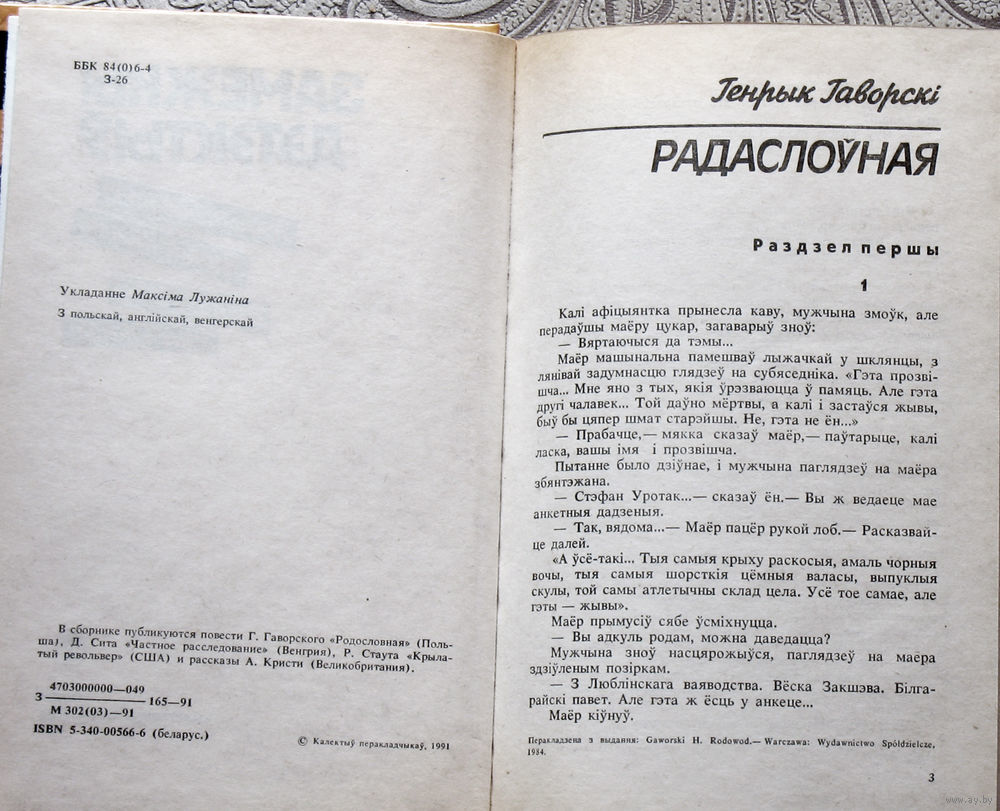 ББК 84(0)6-4
З-26
Укладанне Максіма Лужаніна
З польскай, англійскай, венгерскай
В сборнике публикуются повести Г. Гаворского «Родословная» (Поль-
ша), Д. Сита «Частное расследование» (Венгрия), Р. Стаута «Крыла-
тый револьвер» (США) и рассказы А. Кристи (Великобритания).
З 4703000000—049 165—91
М 302(03)—91
ISBN 5-340-00566-6 (беларус.)
© Калектыў перакладчыкаў, 1991
Генрык Гаворскі
РАДАСЛОЎНАЯ
Раздзел першы
1
Калі афіцыянтка прынесла каву, мужчына змоўк, але
перадаўшы маёру цукар, загаварыў зноў:
— Вяртаючыся да тэмы...
Маёр машынальна памешваў лыжачкай у шклянцы, з
лянівай задумнасцю глядзеў на субяседніка. «Гэта прозві-
шча... Мне яно з тых, якія ўрэзваюцца ў памяць. Але гэта
другі чалавек... Той даўно мёртвы, а калі і застаўся жывы,
быў бы цяпер шмат старэйшы. Не, гэта не ён...»
— Прабачце,— мякка сказаў маёр,— паўтарыце, калі
ласка, вашы імя і прозвішча.
Пытанне было дзіўнае, і мужчына паглядзеў на маёра
збянтэжана.
— Стэфан Уротак...— сказаў ён.— Вы ж ведаеце мае
анкетныя дадзеныя.
— Так, вядома...— Маёр пацёр рукой лоб.— Расказвай-
це далей.
«А ўсё-такі... Тыя самыя крыху раскосыя, амаль чорныя
вочы, тыя самыя шорсткія цёмныя валасы, выпуклыя
скулы, той самы атлетычны склад цела. Усё тое самае, але
гэты — жывы».
Маёр прымусіў сябе ўсміхнуцца.
— Вы адкуль родам, можна даведацца?
Мужчына зноў насцярожыўся, паглядзеў на маёра
здзіўленым позіркам.
— З Люблінскага ваяводства. Вёска Закшэва. Білга-
райскі павет. Але гэта ж ёсць у анкеце...
Маёр кіўнуў.
Перакладзена з выдання: Gaworski H. Rodowod.— Warczawa: Wydawnictwo Spóldzielcze,
1984.
3
www.ay.by